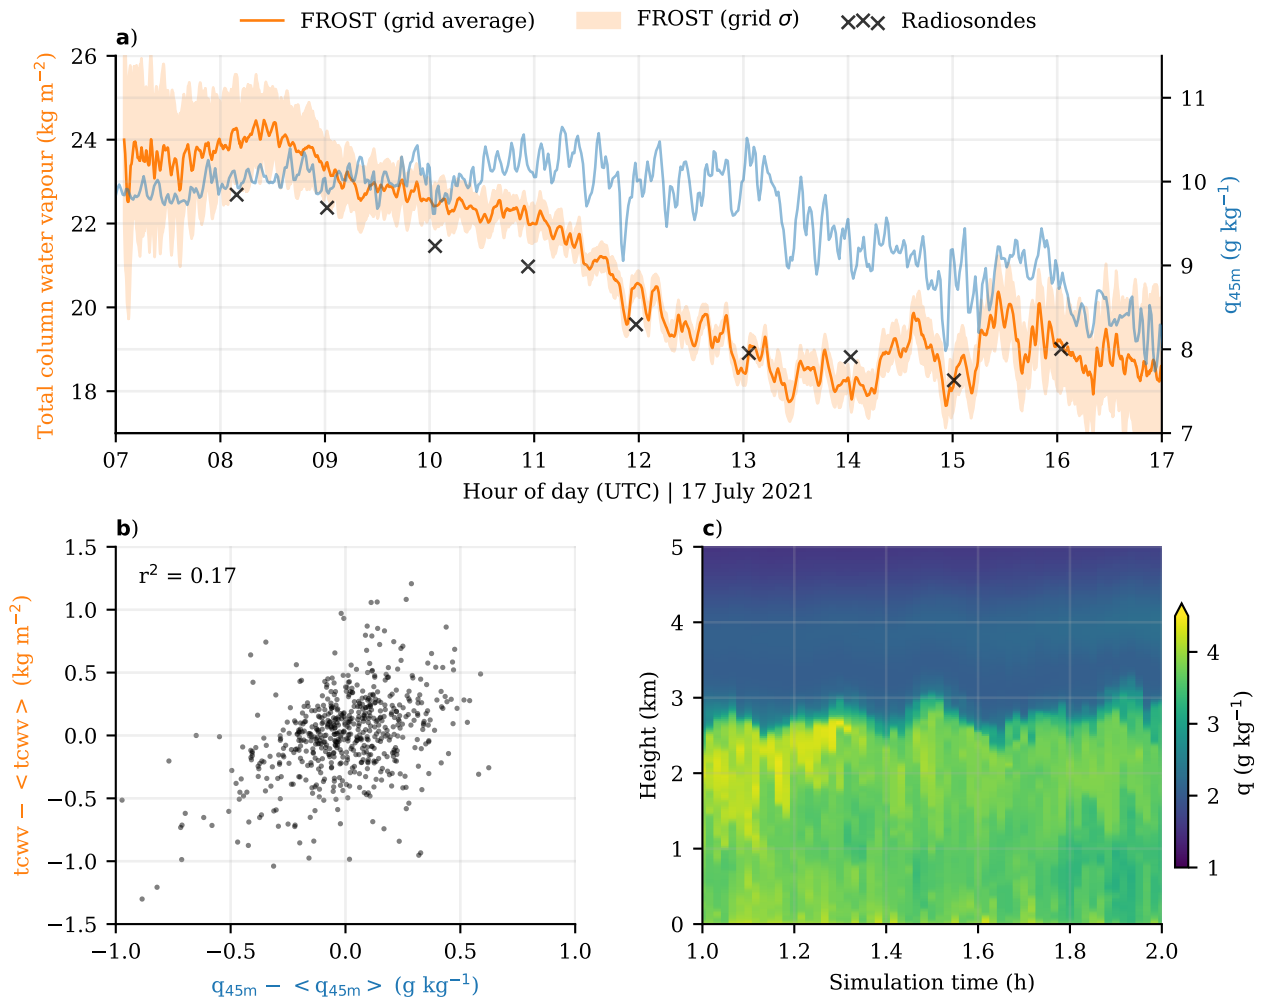 FROST (grid average) FROST (grid σ) Radiosondes
a)
Total column water vapour (kg m⁻²)
26
24
22
20
18
11
10
9
8
7
q₄₅ₘ (g kg⁻¹)
07 08 09 10 11 12 13 14 15 16 17
Hour of day (UTC) | 17 July 2021
b)
r² = 0.17
tcwv − <tcwv> (kg m⁻²)
1.5
1.0
0.5
0.0
−0.5
−1.0
−1.5
−1.0 −0.5 0.0 0.5 1.0
q₄₅ₘ − <q₄₅ₘ> (g kg⁻¹)
c)
Height (km)
5
4
3
2
1
0
1.0 1.2 1.4 1.6 1.8 2.0
Simulation time (h)
4
3
2
1
q (g kg⁻¹)